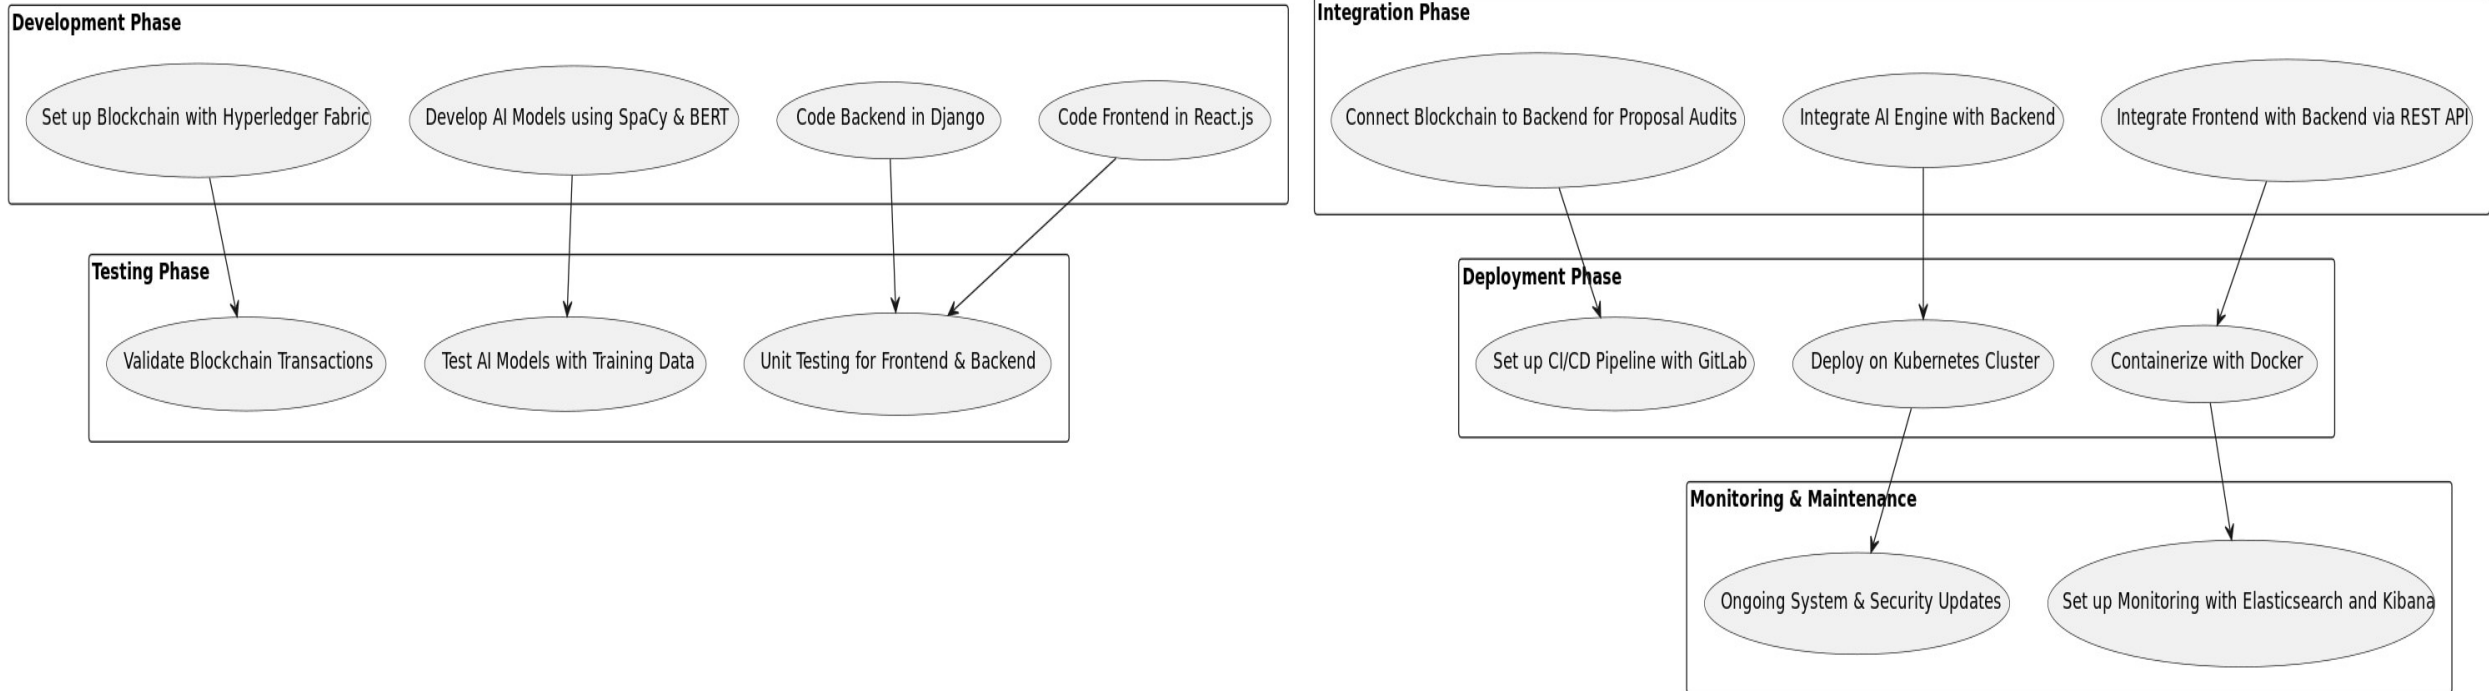 Development Phase
Set up Blockchain with Hyperledger Fabric
Develop AI Models using SpaCy & BERT
Code Backend in Django
Code Frontend in React.js
Testing Phase
Validate Blockchain Transactions
Test AI Models with Training Data
Unit Testing for Frontend & Backend
Integration Phase
Connect Blockchain to Backend for Proposal Audits
Integrate AI Engine with Backend
Integrate Frontend with Backend via REST API
Deployment Phase
Set up CI/CD Pipeline with GitLab
Deploy on Kubernetes Cluster
Containerize with Docker
Monitoring & Maintenance
Ongoing System & Security Updates
Set up Monitoring with Elasticsearch and Kibana